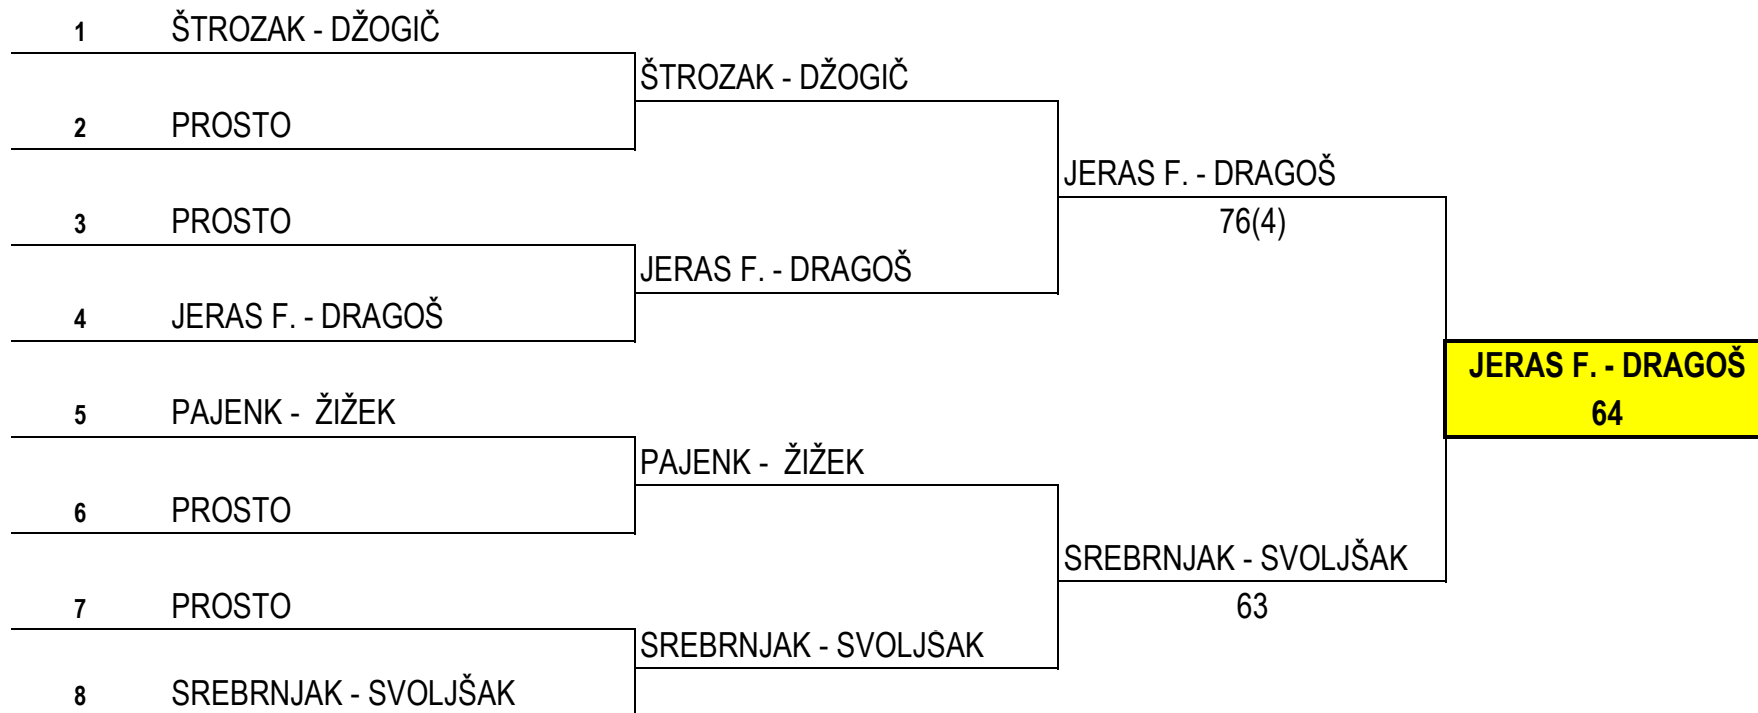 1 ŠTROZAK - DŽOGIČ
ŠTROZAK - DŽOGIČ
2 PROSTO
JERAS F. - DRAGOŠ
3 PROSTO
76(4)
JERAS F. - DRAGOŠ
4 JERAS F. - DRAGOŠ
JERAS F. - DRAGOŠ
5 PAJENK - ŽIŽEK
64
PAJENK - ŽIŽEK
6 PROSTO
SREBRNJAK - SVOLJŠAK
7 PROSTO
63
SREBRNJAK - SVOLJŠAK
8 SREBRNJAK - SVOLJŠAK